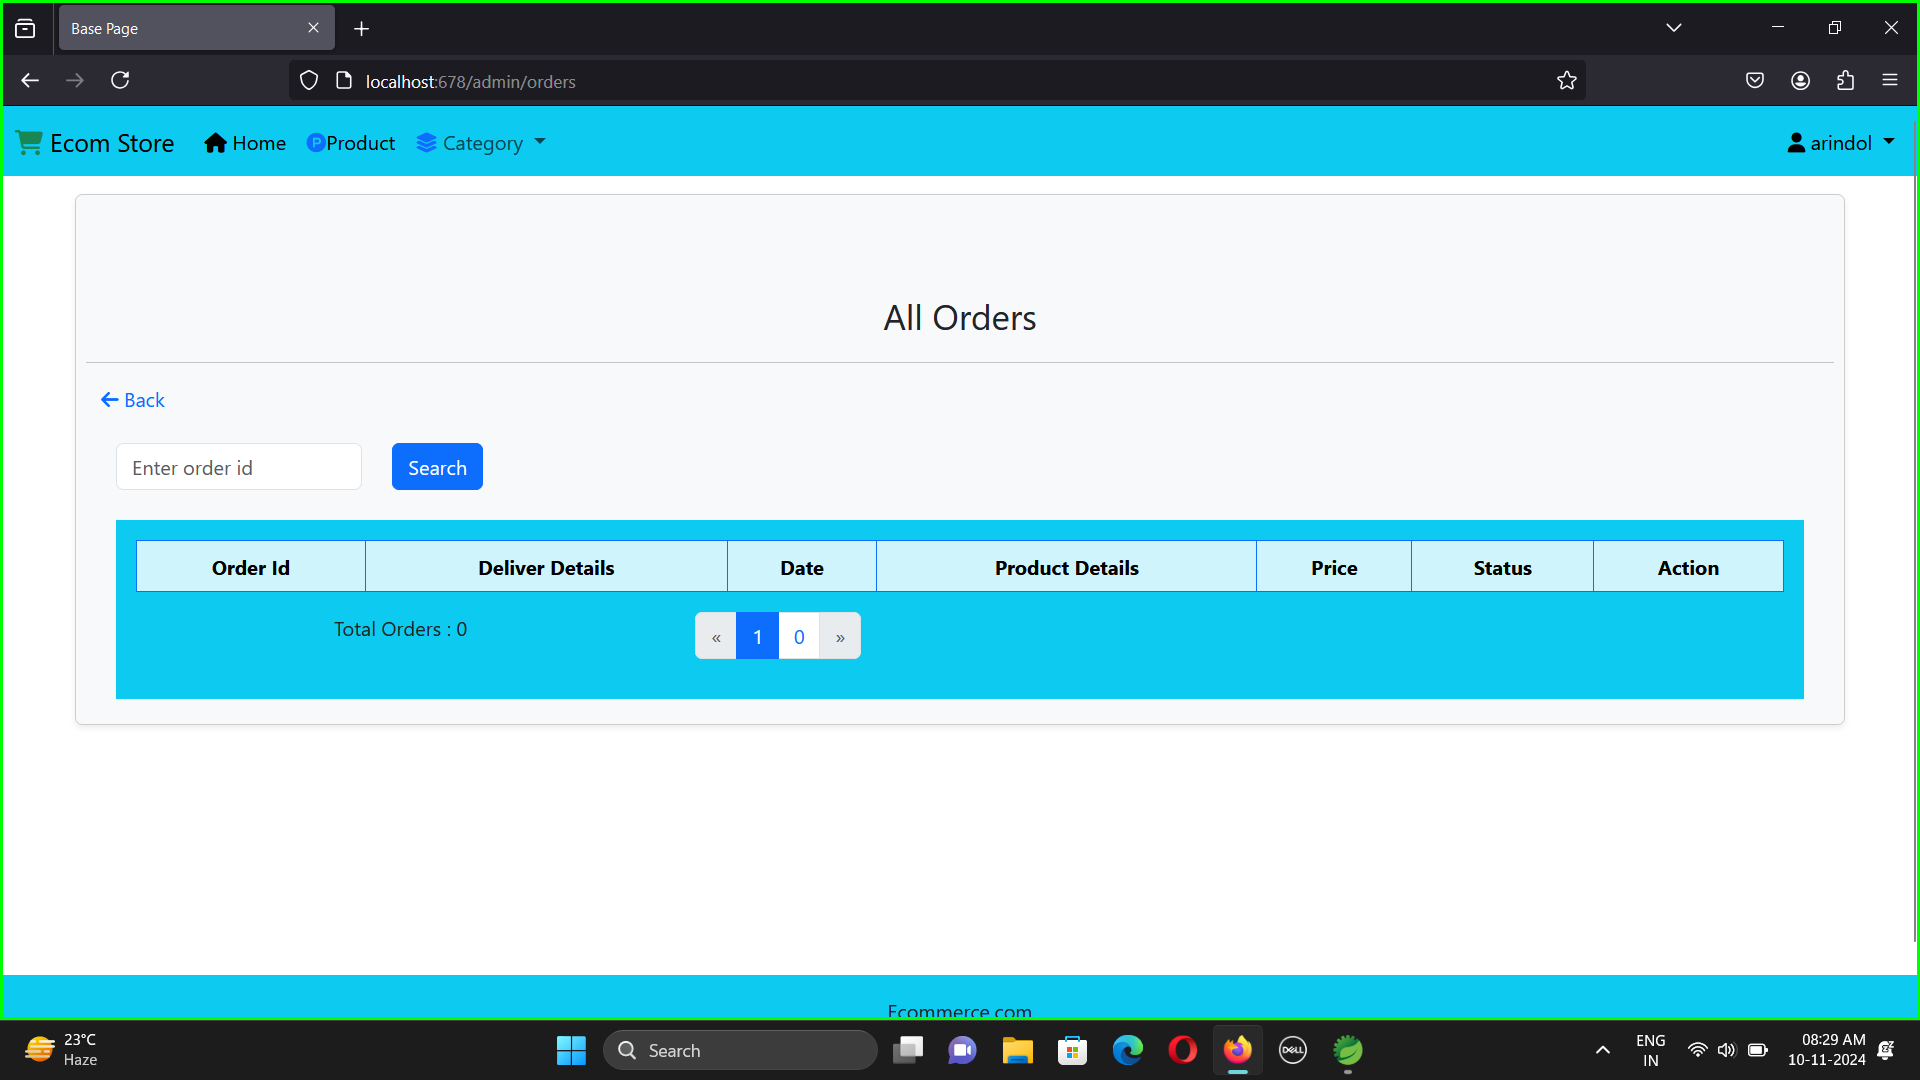 Base Page
localhost:678/admin/orders
Ecom Store Home Product Category arindol
All Orders
Back
Enter order id Search
Order Id Deliver Details Date Product Details Price Status Action
Total Orders : 0 « 1 0 »
Ecommerce.com
23°C
Haze
Search
DELL
ENG
IN
08:29 AM
10-11-2024